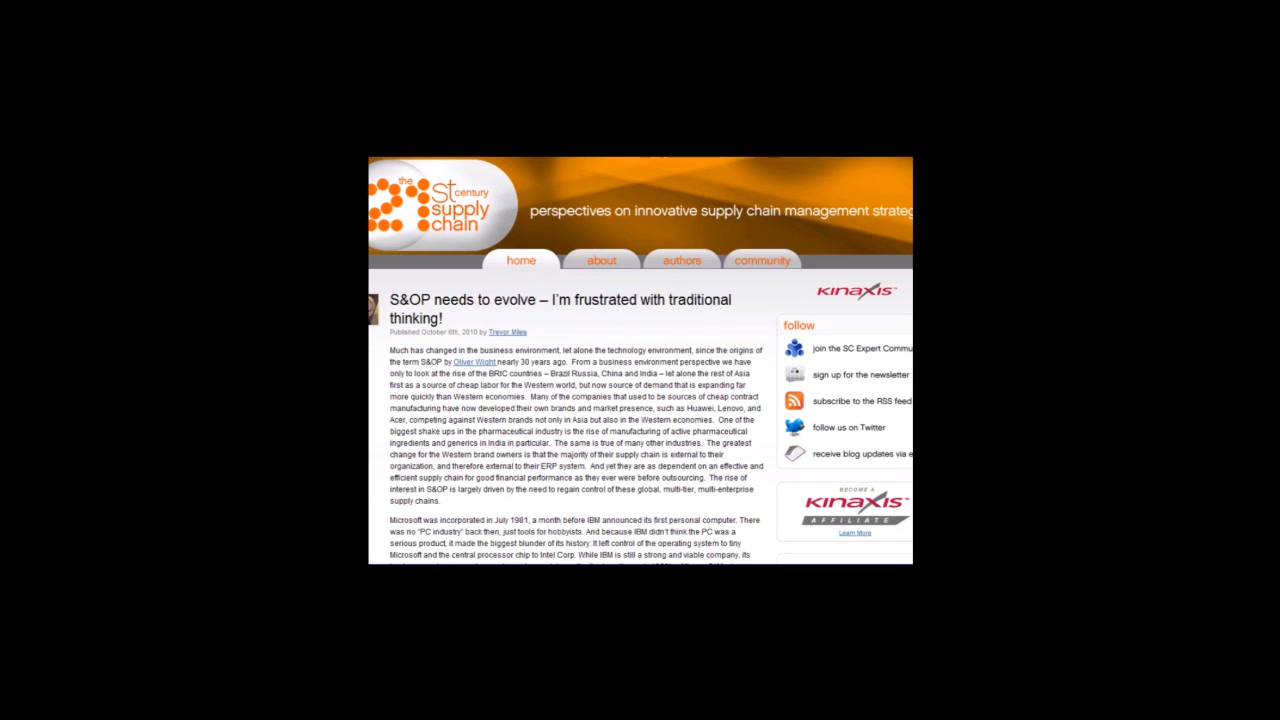 the
21st century
supply
chain
perspectives on innovative supply chain management strateg
home about authors community
S&OP needs to evolve – I'm frustrated with traditional
thinking!
Published October 6th, 2010 by Trevor Miles
Much has changed in the business environment, let alone the technology environment, since the origins of
the term S&OP by Oliver Wight nearly 30 years ago. From a business environment perspective we have
only to look at the rise of the BRIC countries – Brazil Russia, China and India – let alone the rest of Asia
first as a source of cheap labor for the Western world, but now source of demand that is expanding far
more quickly than Western economies. Many of the companies that used to be sources of cheap contract
manufacturing have now developed their own brands and market presence, such as Huawei, Lenovo, and
Acer, competing against Western brands not only in Asia but also in the Western economies. One of the
biggest shake ups in the pharmaceutical industry is the rise of manufacturing of active pharmaceutical
ingredients and generics in India in particular. The same is true of many other industries. The greatest
change for the Western brand owners is that the majority of their supply chain is external to their
organization, and therefore external to their ERP system. And yet they are as dependent on an effective and
efficient supply chain for good financial performance as they ever were before outsourcing. The rise of
interest in S&OP is largely driven by the need to regain control of these global, multi-tier, multi-enterprise
supply chains.
Microsoft was incorporated in July 1981, a month before IBM announced its first personal computer. There
was no "PC industry" back then, just tools for hobbyists. And because IBM didn't think the PC was a
serious product, it made the biggest blunder of its history: It left control of the operating system to tiny
Microsoft and the central processor chip to Intel Corp. While IBM is still a strong and viable company, its
KINAXIS™
follow
join the SC Expert Commu
sign up for the newsletter
subscribe to the RSS feed
follow us on Twitter
receive blog updates via e
BECOME A
KINAXIS™
AFFILIATE
Learn More